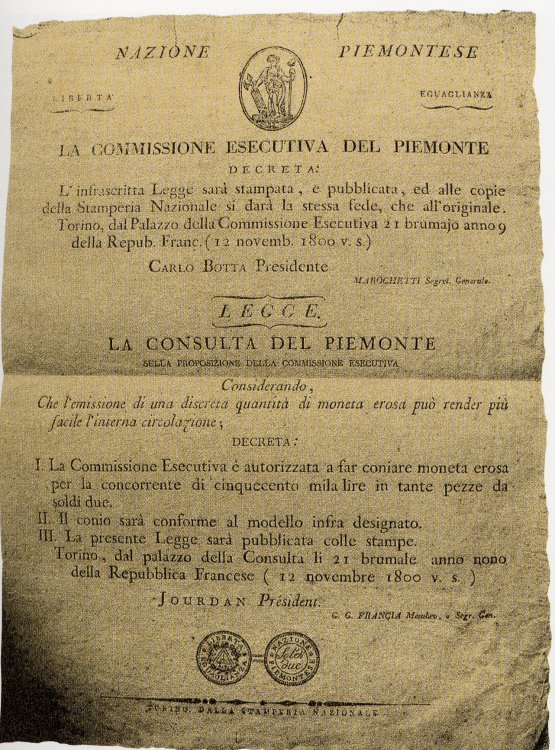 NAZIONE PIEMONTESE
LIBERTÀ EGUAGLIANZA
LA COMMISSIONE ESECUTIVA DEL PIEMONTE
DECRETA:
L'infrascritta Legge sarà stampata, e pubblicata, ed alle copie
della Stamperia Nazionale si darà la stessa fede, che all'originale.
Torino, dal Palazzo della Commissione Esecutiva 21 brumajo anno 9
della Repub. Franc. (12 novemb. 1800 v. s.)
CARLO BOTTA Presidente
MAROCHETTI Segret. Generale.
LEGGE.
LA CONSULTA DEL PIEMONTE
SULLA PROPOSIZIONE DELLA COMMISSIONE ESECUTIVA
Considerando,
Che l'emissione di una discreta quantità di moneta erosa può render più
facile l'interna circolazione;
DECRETA:
I. La Commissione Esecutiva è autorizzata a far coniare moneta erosa
per la concorrente di cinquecento mila lire in tante pezze da
soldi due.
II. Il conio sarà conforme al modello infra designato.
III. La presente Legge sarà pubblicata colle stampe.
Torino, dal palazzo della Consulta li 21 brumale anno nono
della Repubblica Francese (12 novembre 1800 v. s.)
JOURDAN Président.
G. G. FRANCIA Membro, e Segr. Gen.
LIBERTA EGUAGLIANZA NAZIONE PIEMONTESE
Soldi due
TORINO, DALLA STAMPERIA NAZIONALE